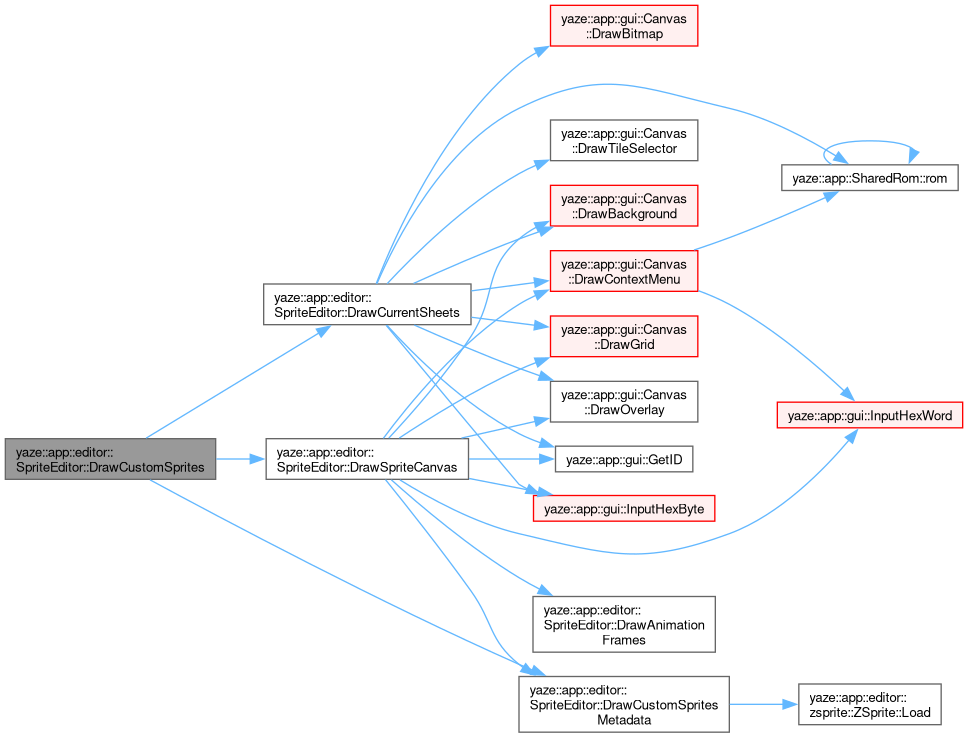 yaze::app::gui::Canvas
::DrawBitmap
yaze::app::gui::Canvas
::DrawTileSelector
yaze::app::SharedRom::rom
yaze::app::gui::Canvas
::DrawBackground
yaze::app::gui::Canvas
::DrawContextMenu
yaze::app::editor::
SpriteEditor::DrawCurrentSheets
yaze::app::gui::Canvas
::DrawGrid
yaze::app::gui::Canvas
::DrawOverlay
yaze::app::gui::InputHexWord
yaze::app::editor::
SpriteEditor::DrawCustomSprites
yaze::app::editor::
SpriteEditor::DrawSpriteCanvas
yaze::app::gui::GetID
yaze::app::gui::InputHexByte
yaze::app::editor::
SpriteEditor::DrawAnimation
Frames
yaze::app::editor::
SpriteEditor::DrawCustomSprites
Metadata
yaze::app::editor::
zsprite::ZSprite::Load